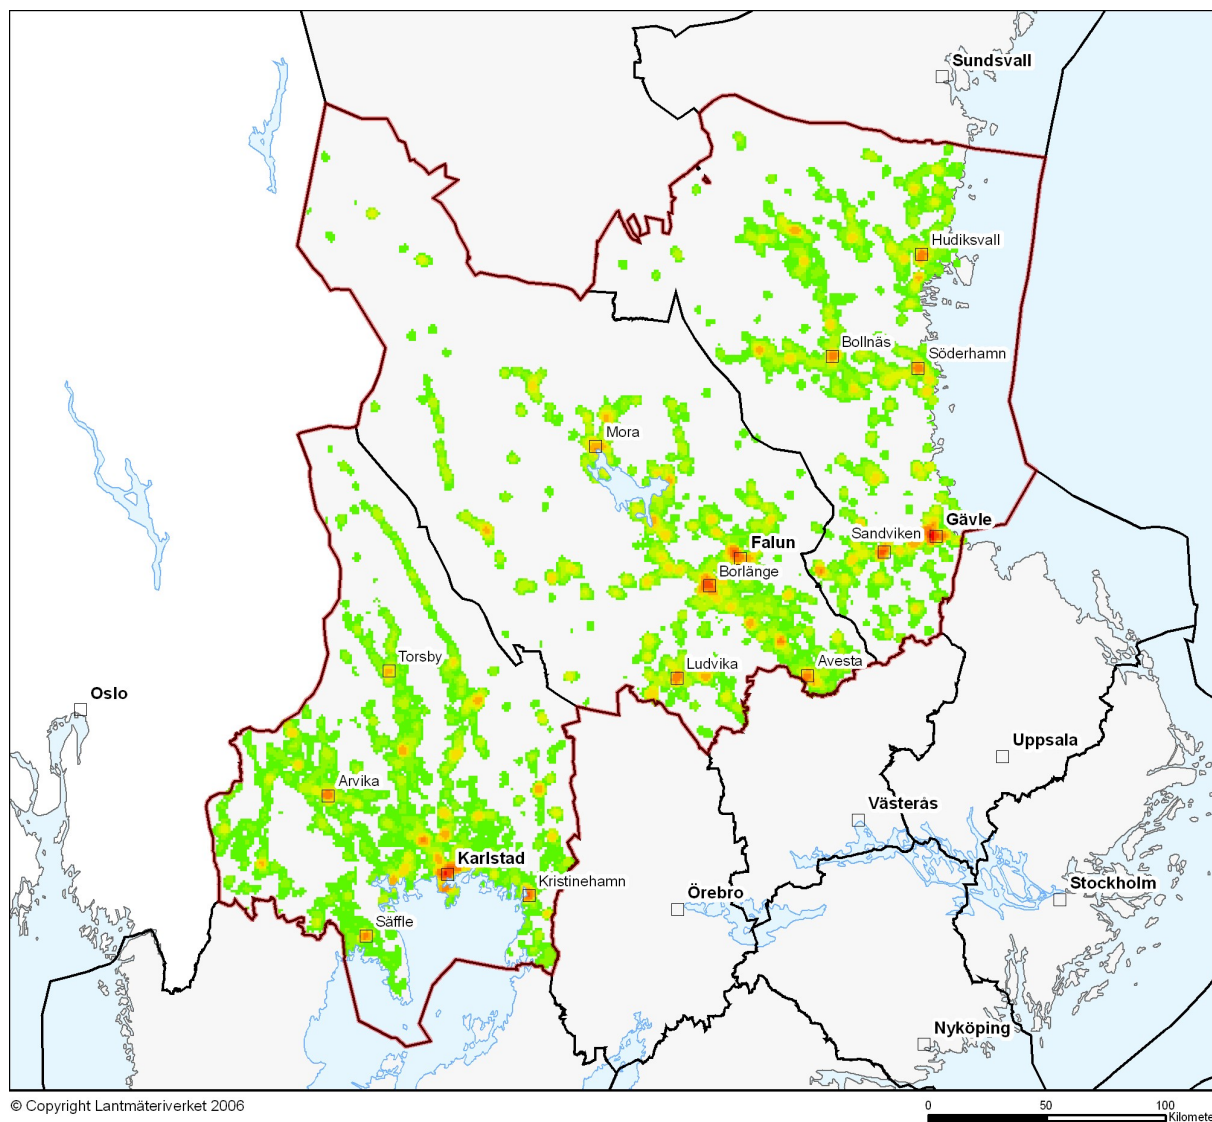 Sundsvall
Hudiksvall
Bollnäs
Söderhamn
Mora
Gävle
Sandviken
Falun
Borlänge
Torsby
Ludvika
Avesta
Oslo
Uppsala
Arvika
Västerås
Karlstad
Kristinehamn
Stockholm
Örebro
Säffle
Nyköping
© Copyright Lantmäteriverket 2006
0 50 100
Kilomete